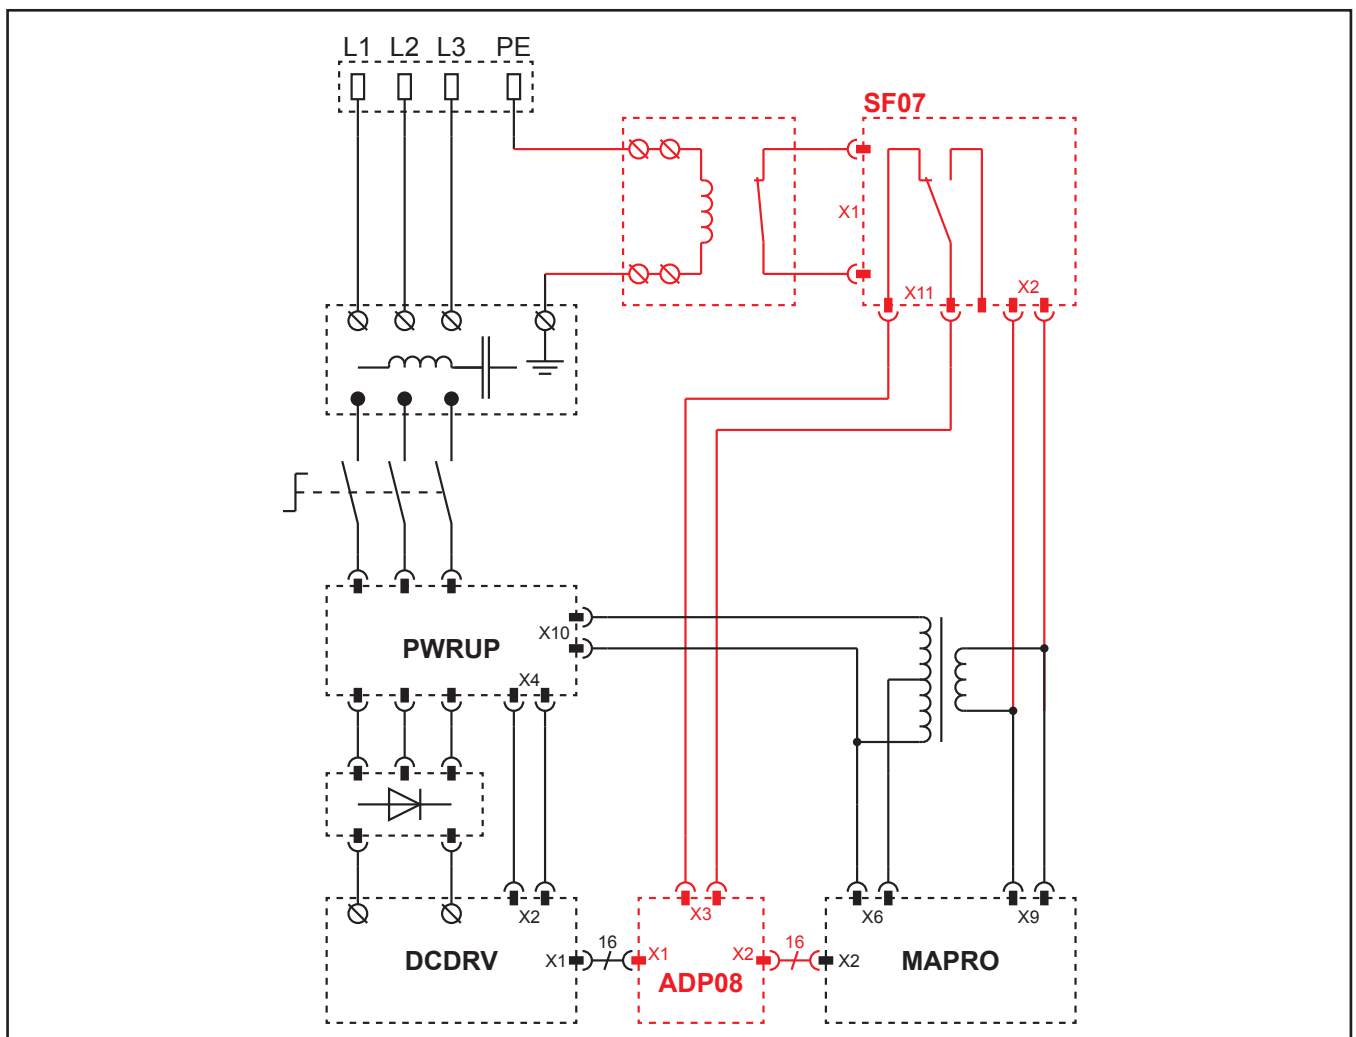 L1 L2 L3 PE
SF07
X1
X11 X2
X10
PWRUP
X4
X2 X3 X6 X9
16 16
DCDRV X1 X1 X2 X2 MAPRO
ADP08